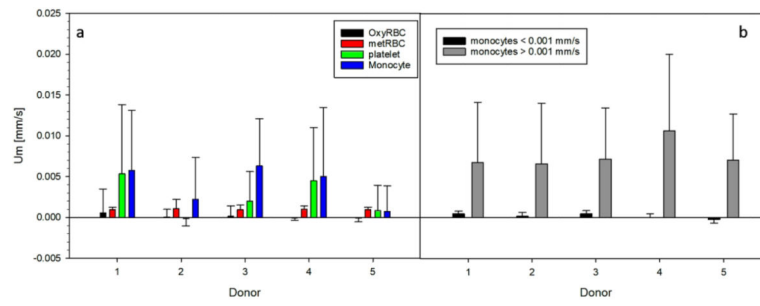 a
OxyRBC
metRBC
platelet
Monocyte
b
monocytes < 0.001 mm/s
monocytes > 0.001 mm/s
Um [mm/s]
0.025
0.020
0.015
0.010
0.005
0.000
-0.005
1 2 3 4 5
1 2 3 4 5
Donor
Donor